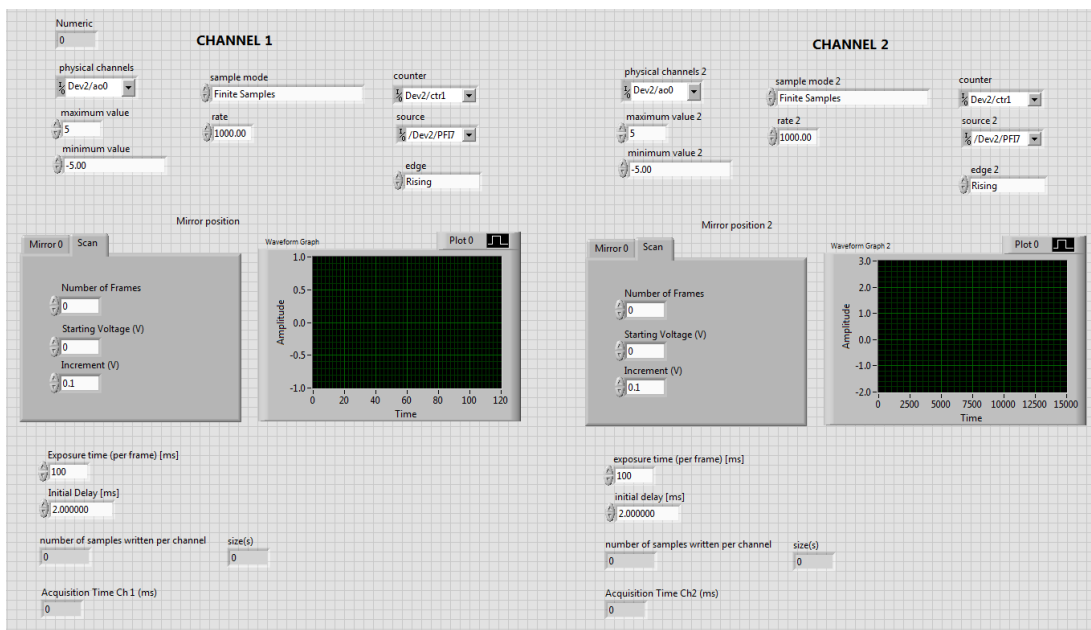 Numeric
0
CHANNEL 1
physical channels
Dev2/ao0
maximum value
5
minimum value
-5.00
sample mode
Finite Samples
rate
1000.00
counter
Dev2/ctr1
source
/Dev2/PFI7
edge
Rising
Mirror position
Mirror 0
Scan
Number of Frames
0
Starting Voltage (V)
0
Increment (V)
0.1
Waveform Graph
Plot 0
Amplitude
1.0
0.5
0.0
-0.5
-1.0
0 20 40 60 80 100 120
Time
Exposure time (per frame) [ms]
100
Initial Delay [ms]
2.000000
number of samples written per channel
0
size(s)
0
Acquisition Time Ch 1 (ms)
0
CHANNEL 2
physical channels 2
Dev2/ao0
maximum value 2
5
minimum value 2
-5.00
sample mode 2
Finite Samples
rate 2
1000.00
counter
Dev2/ctr1
source 2
/Dev2/PFI7
edge 2
Rising
Mirror position 2
Mirror 0
Scan
Number of Frames
0
Starting Voltage (V)
0
Increment (V)
0.1
Waveform Graph 2
Plot 0
Amplitude
3.0
2.0
1.0
0.0
-1.0
-2.0
0 2500 5000 7500 10000 12500 15000
Time
exposure time (per frame) [ms]
100
initial delay [ms]
2.000000
number of samples written per channel
0
size(s)
0
Acquisition Time Ch2 (ms)
0